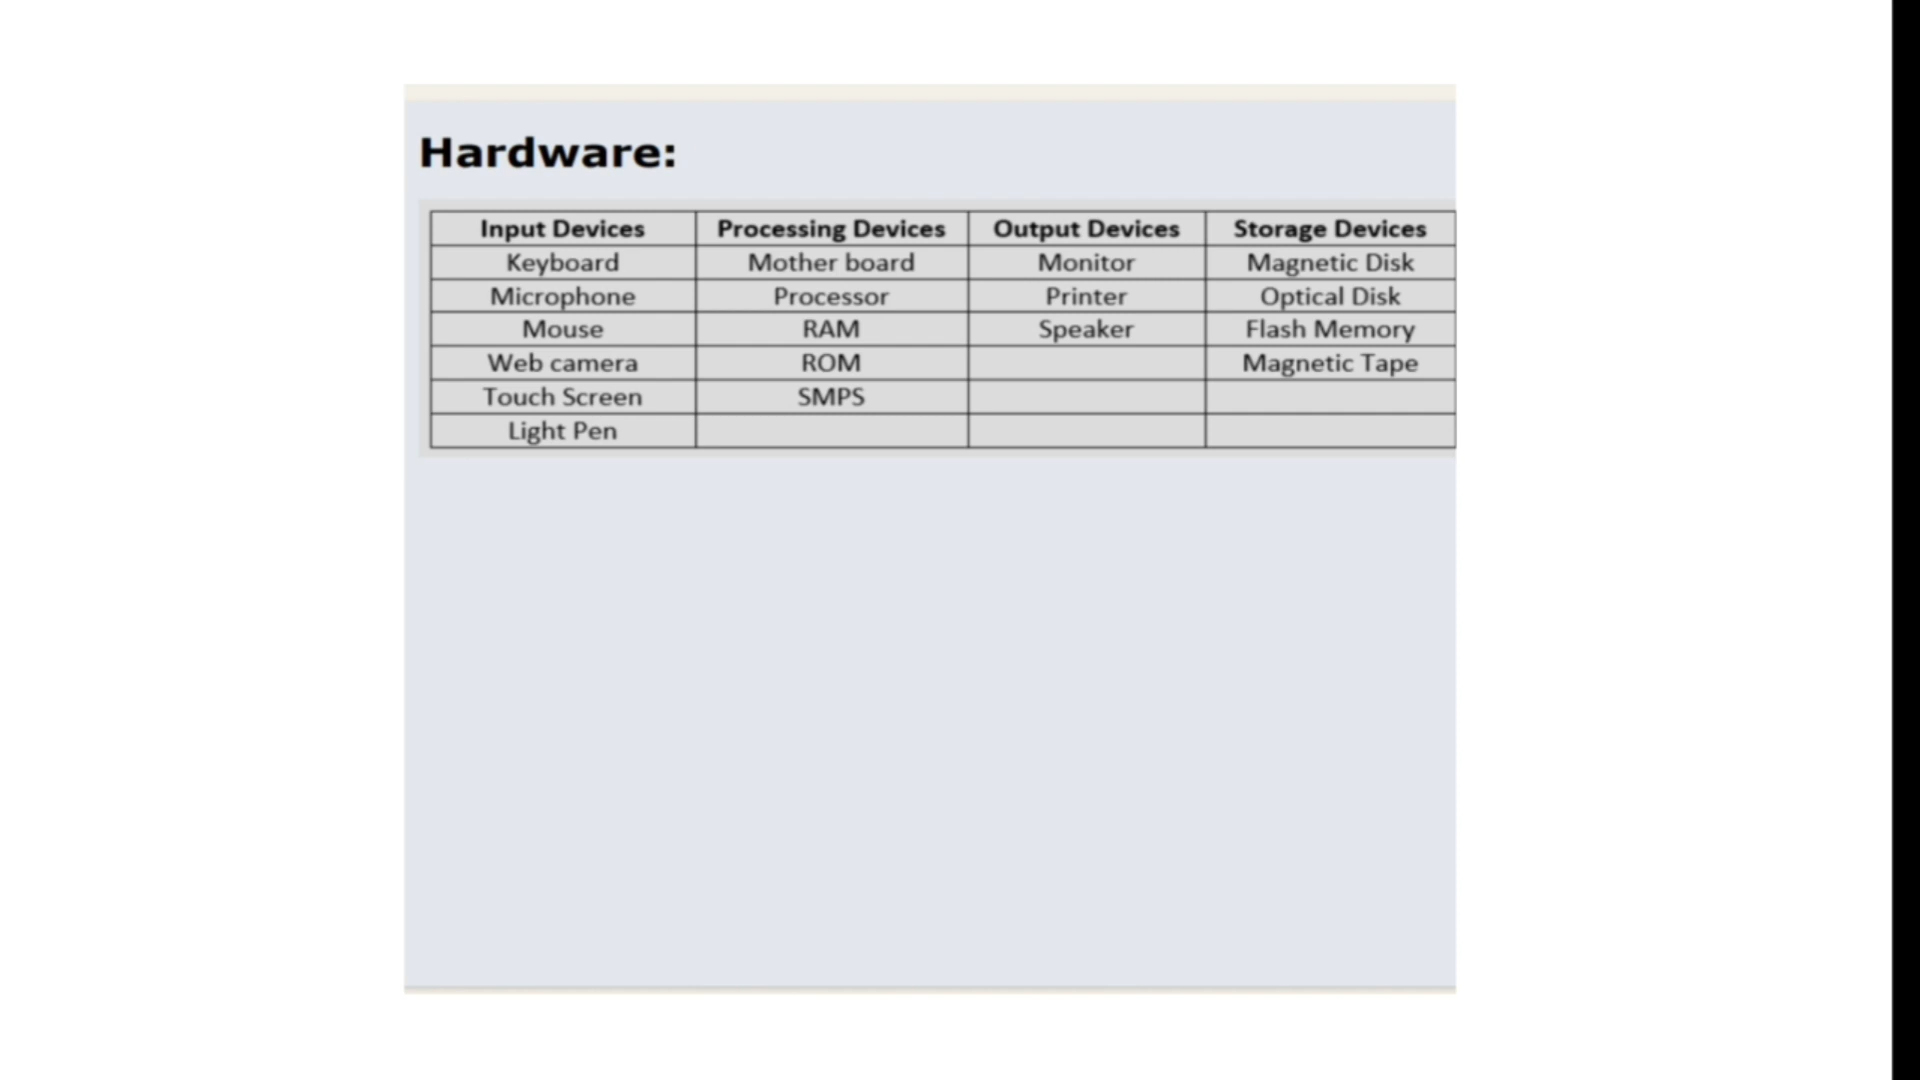 Hardware:
Input Devices Processing Devices Output Devices Storage Devices
Keyboard Mother board Monitor Magnetic Disk
Microphone Processor Printer Optical Disk
Mouse RAM Speaker Flash Memory
Web camera ROM Magnetic Tape
Touch Screen SMPS
Light Pen